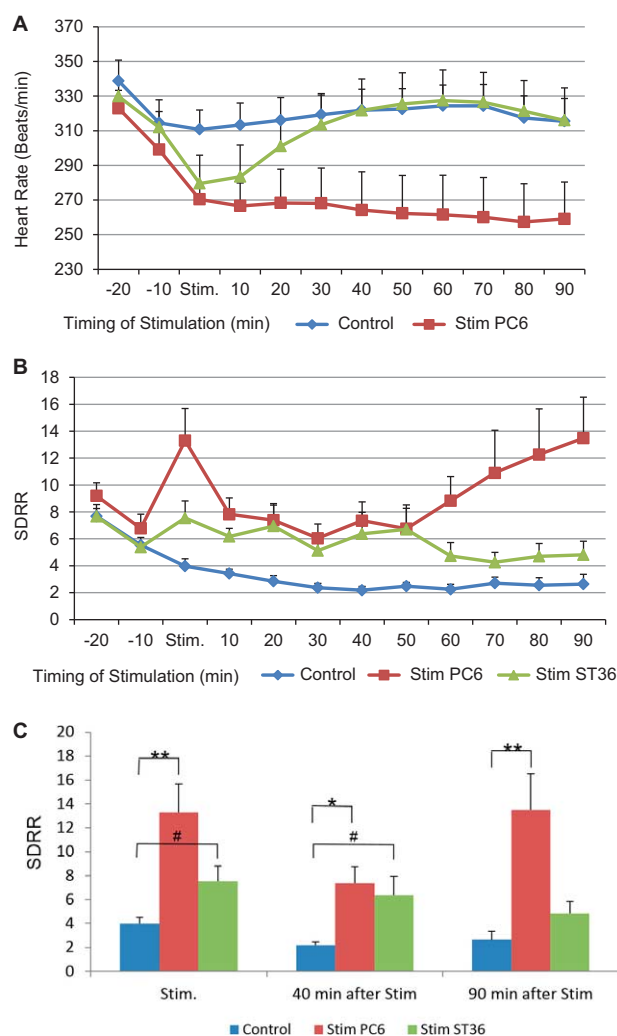 A
370
350
330
310
290
270
250
230
Heart Rate (Beats/min)
-20 -10 Stim. 10 20 30 40 50 60 70 80 90
Timing of Stimulation (min) Control Stim PC6
B
18
16
14
12
10
8
6
4
2
0
SDRR
-20 -10 Stim. 10 20 30 40 50 60 70 80 90
Timing of Stimulation (min) Control Stim PC6 Stim ST36
C
20
18
16
14
12
10
8
6
4
2
0
SDRR
** # * # **
Stim. 40 min after Stim 90 min after Stim
Control Stim PC6 Stim ST36